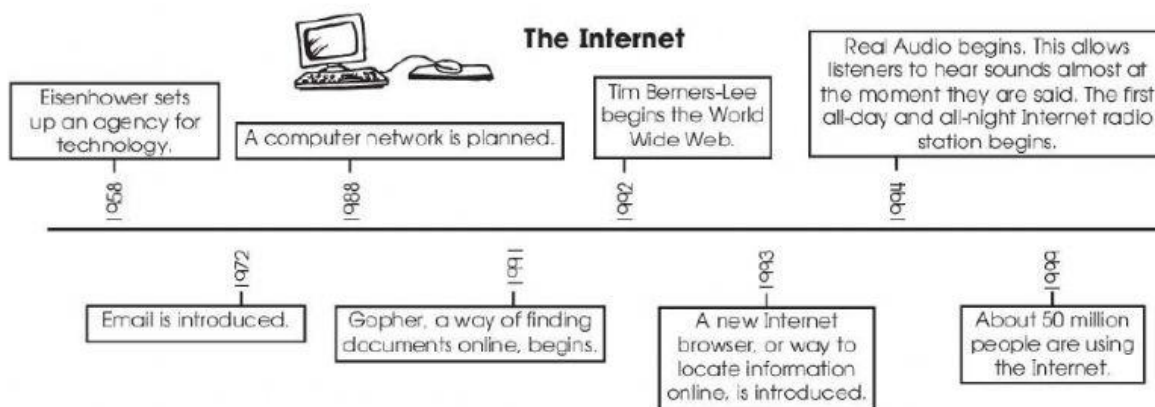 The Internet
Eisenhower sets
up an agency for
technology.
1958
Email is introduced.
1972
A computer network is planned.
1988
Gopher, a way of finding
documents online, begins.
1991
Tim Berners-Lee
begins the World
Wide Web.
1992
A new Internet
browser, or way to
locate information
online, is introduced.
1993
Real Audio begins. This allows
listeners to hear sounds almost at
the moment they are said. The first
all-day and all-night Internet radio
station begins.
1994
About 50 million
people are using
the Internet.
1999